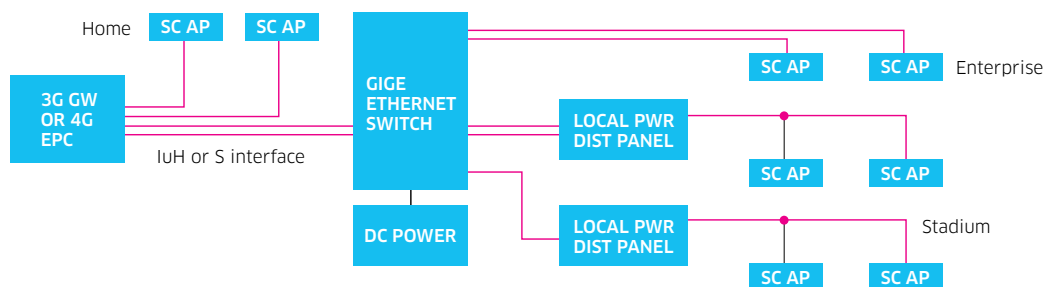 Home
SC AP
SC AP
3G GW
OR 4G
EPC
IuH or S interface
GIGE
ETHERNET
SWITCH
DC POWER
SC AP
SC AP
Enterprise
LOCAL PWR
DIST PANEL
SC AP
SC AP
LOCAL PWR
DIST PANEL
Stadium
SC AP
SC AP